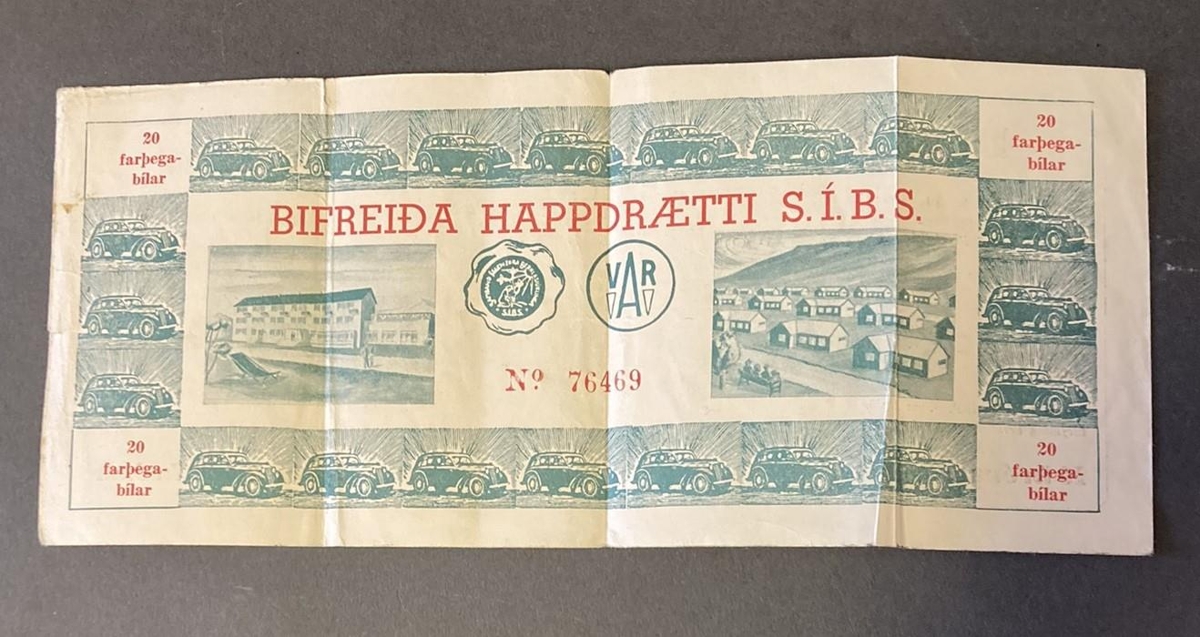 20
farþega-
bílar
20
farþega-
bílar
BIFREIÐA HAPPDRÆTTI S.Í.B.S.
S.I.B.S.
VAR
Nº 76469
20
farþega-
bílar
20
farþega-
bílar